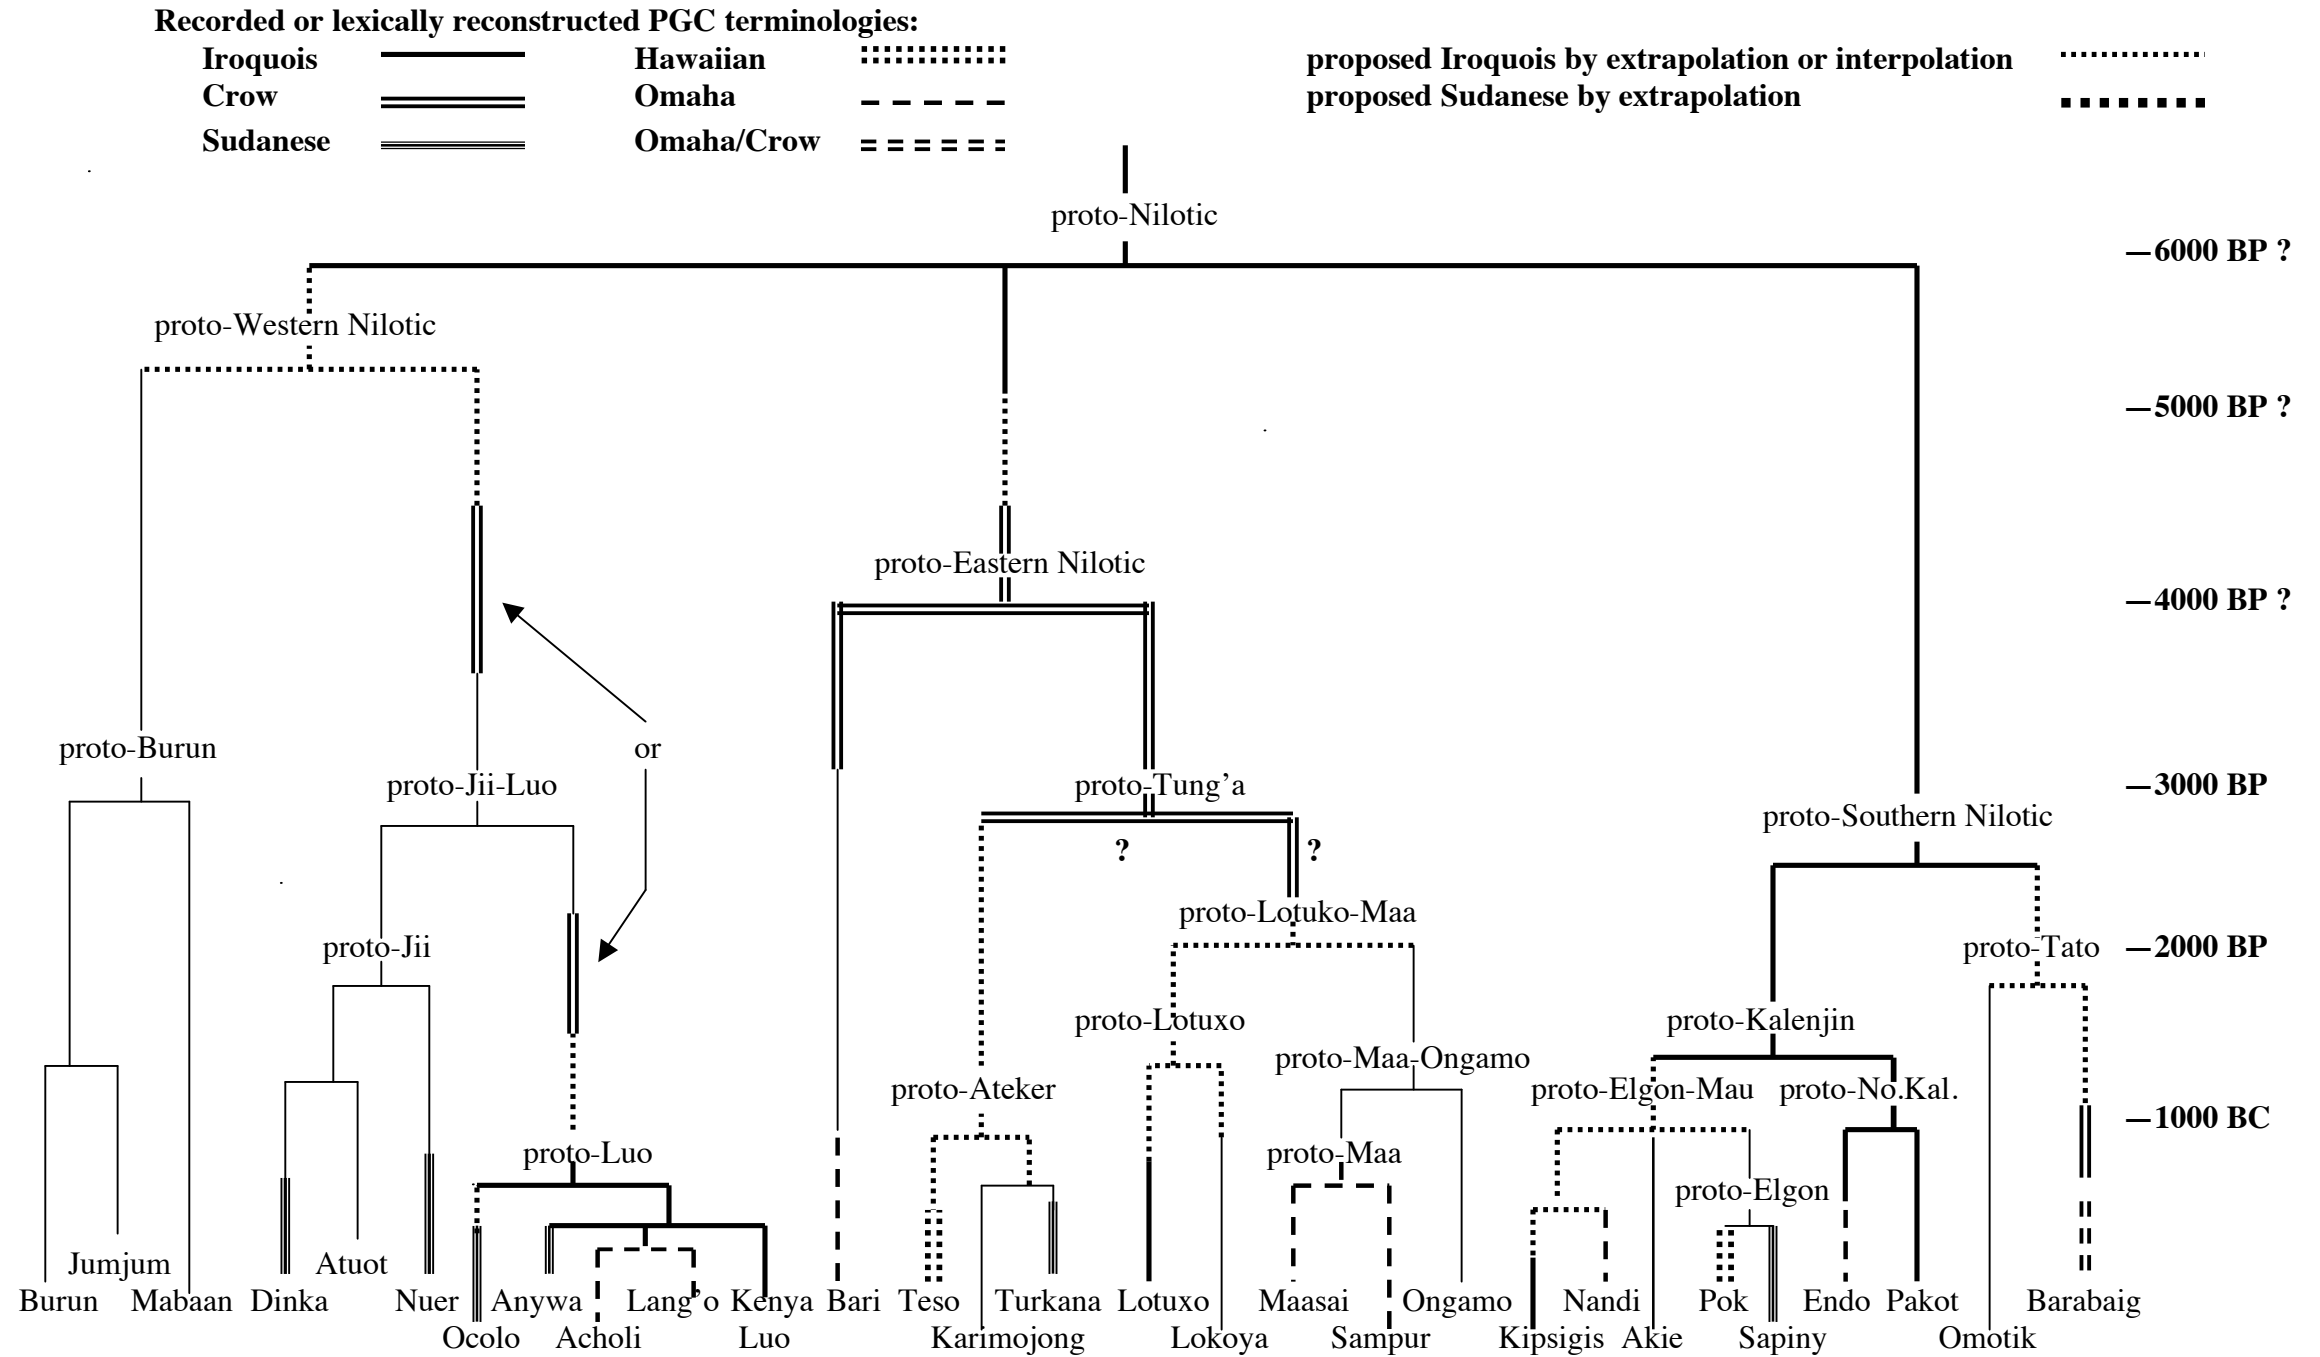 Recorded or lexically reconstructed PGC terminologies:
Iroquois Hawaiian proposed Iroquois by extrapolation or interpolation
Crow Omaha proposed Sudanese by extrapolation
Sudanese Omaha/Crow
proto-Nilotic
—6000 BP ?
proto-Western Nilotic
—5000 BP ?
proto-Eastern Nilotic
—4000 BP ?
proto-Burun or
proto-Jii-Luo proto-Tung’a —3000 BP
proto-Southern Nilotic
? ?
proto-Lotuko-Maa
proto-Jii proto-Tato —2000 BP
proto-Lotuxo proto-Kalenjin
proto-Maa-Ongamo
proto-Ateker proto-Elgon-Mau proto-No.Kal.
—1000 BC
proto-Luo proto-Maa
proto-Elgon
Jumjum Atuot
Burun Mabaan Dinka Nuer Anywa Lang’o Kenya Bari Teso Turkana Lotuxo Maasai Ongamo Nandi Pok Endo Pakot Barabaig
Ocolo Acholi Luo Karimojong Lokoya Sampur Kipsigis Akie Sapiny Omotik